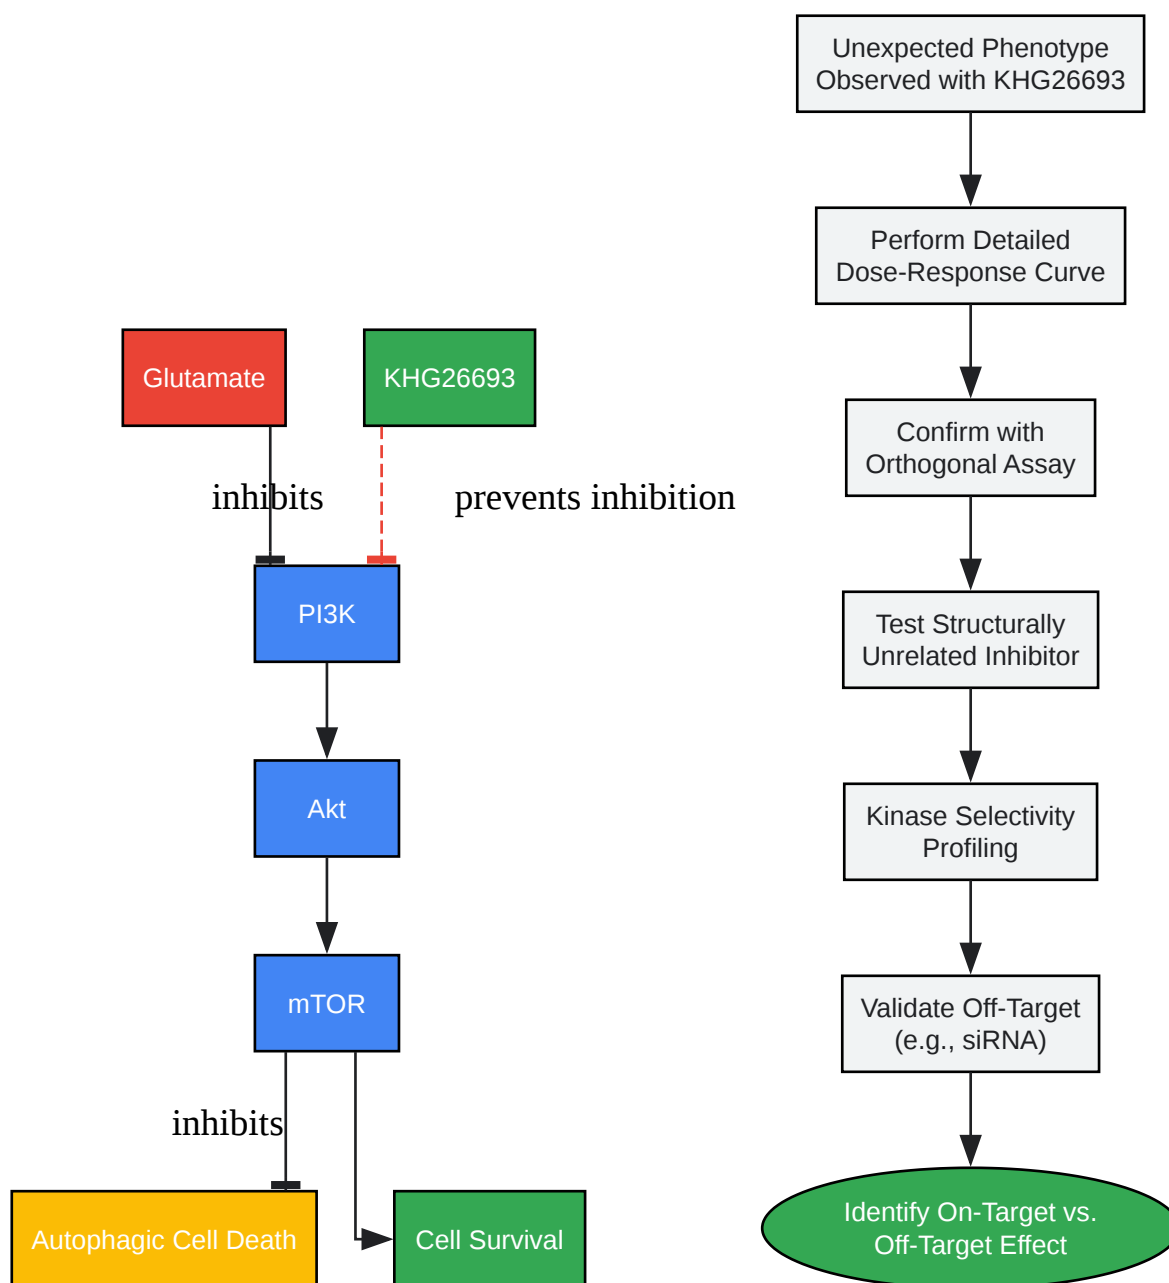 Glutamate
KHG26693
inhibits
prevents inhibition
PI3K
Akt
mTOR
inhibits
Autophagic Cell Death
Cell Survival
Unexpected Phenotype
Observed with KHG26693
Perform Detailed
Dose-Response Curve
Confirm with
Orthogonal Assay
Test Structurally
Unrelated Inhibitor
Kinase Selectivity
Profiling
Validate Off-Target
(e.g., siRNA)
Identify On-Target vs.
Off-Target Effect